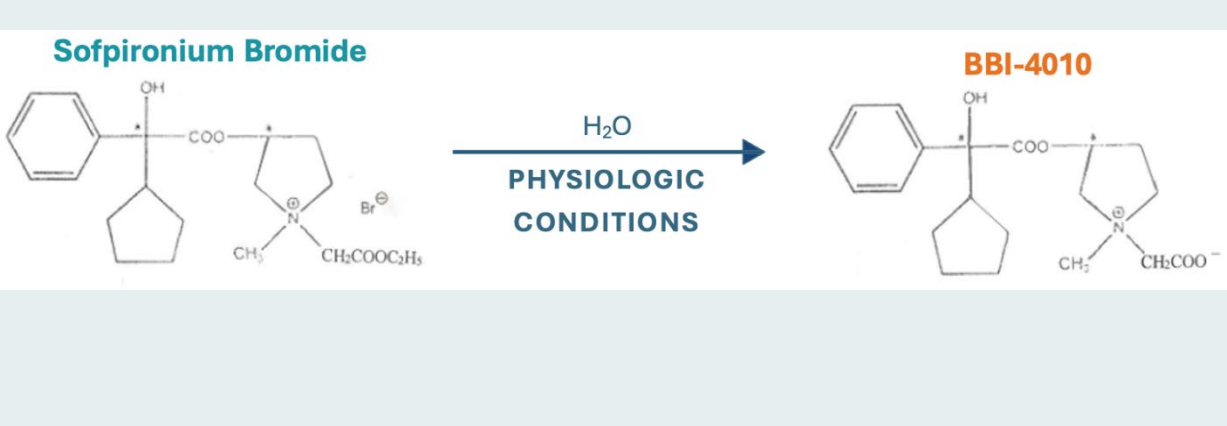 Sofpironium Bromide
OH
*
COO
*
⊕
N
Br⊖
CH₃
CH₂COOC₂H₅
H₂O
PHYSIOLOGIC
CONDITIONS
BBI-4010
OH
*
COO
*
⊕
N
CH₃
CH₂COO⁻